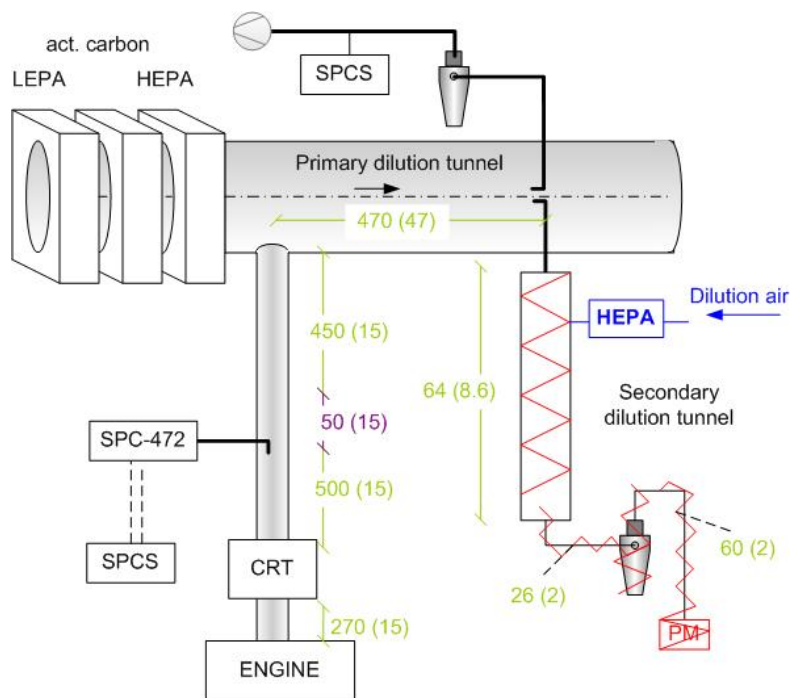 act. carbon
LEPA
HEPA
SPCS
Primary dilution tunnel
470 (47)
450 (15)
HEPA
Dilution air
64 (8.6)
50 (15)
Secondary
dilution tunnel
SPC-472
500 (15)
SPCS
CRT
60 (2)
26 (2)
270 (15)
PM
ENGINE